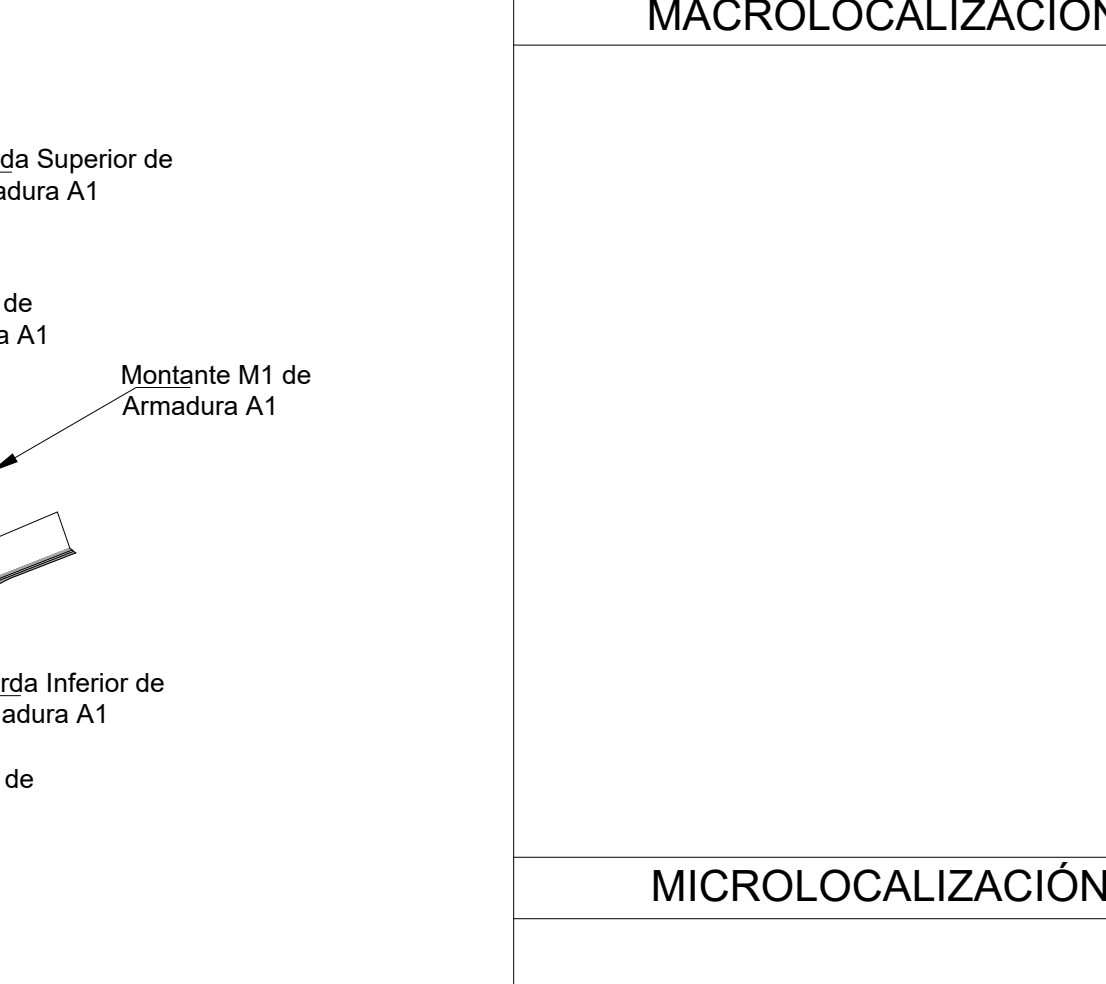 MACROLOCALIZACIÓN
da Superior de
adura A1
de
a A1
Montante M1 de
Armadura A1
rda Inferior de
adura A1
de
MICROLOCALIZACIÓN